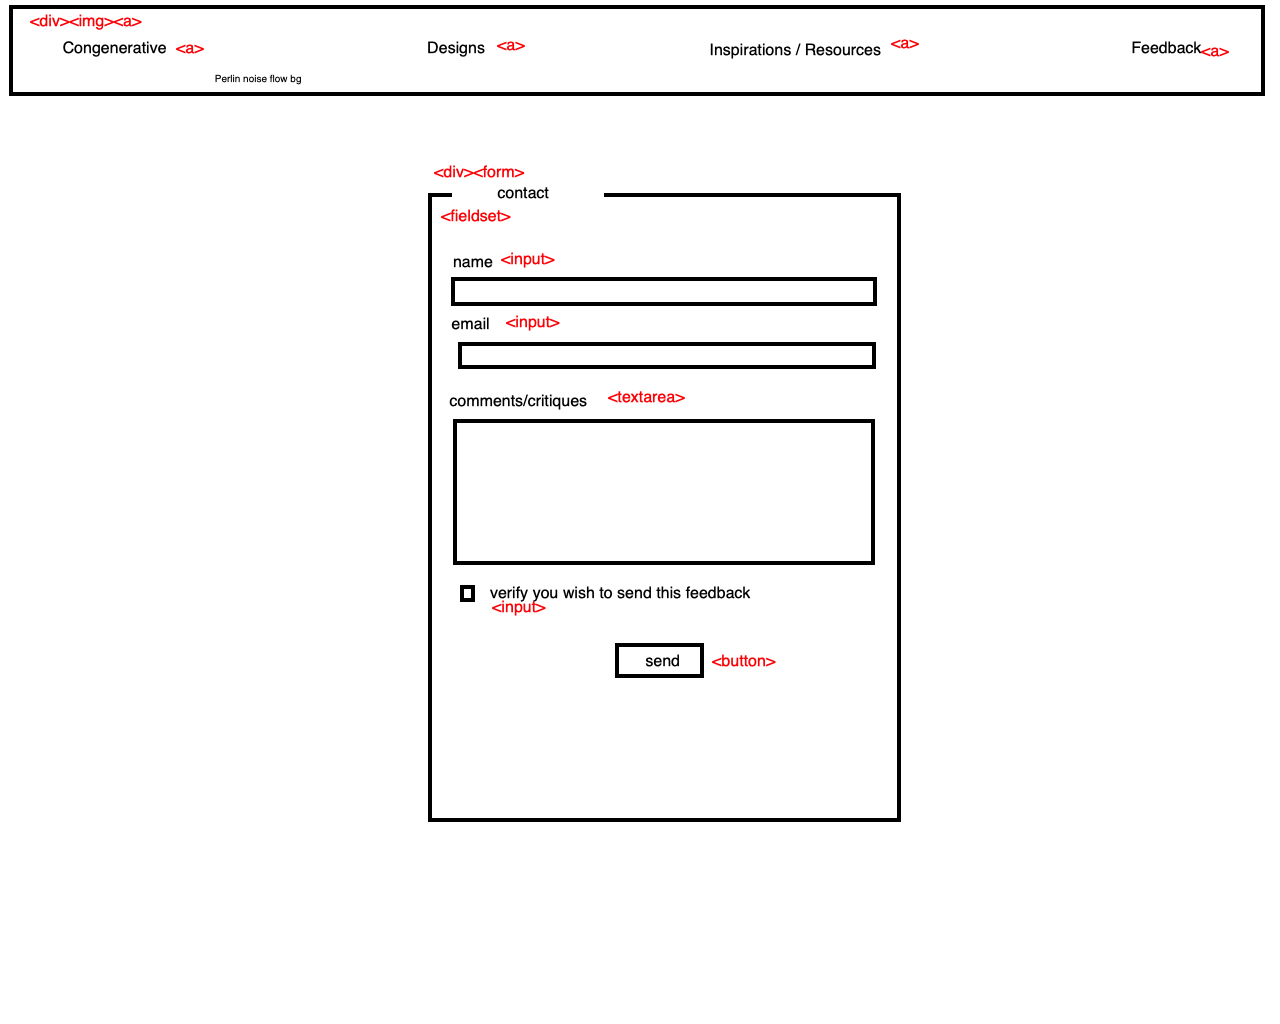 <div><img><a>
Congenerative <a> Designs <a> Inspirations / Resources <a> Feedback <a>
Perlin noise flow bg
<div><form>
contact
<fieldset>
name <input>
email <input>
comments/critiques <textarea>
verify you wish to send this feedback
<input>
send <button>